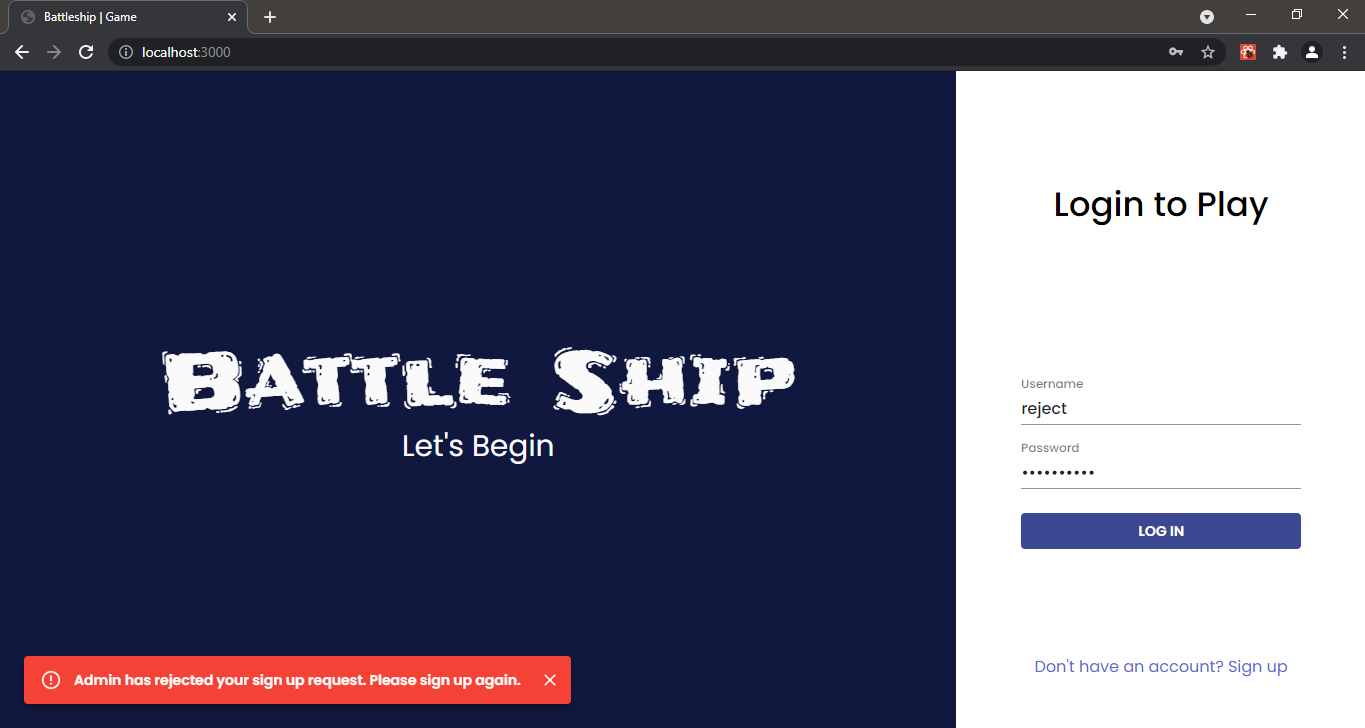 Battleship | Game
localhost:3000
Battle Ship
Let's Begin
Login to Play
Username
reject
Password
••••••••••
LOG IN
Don't have an account? Sign up
Admin has rejected your sign up request. Please sign up again.